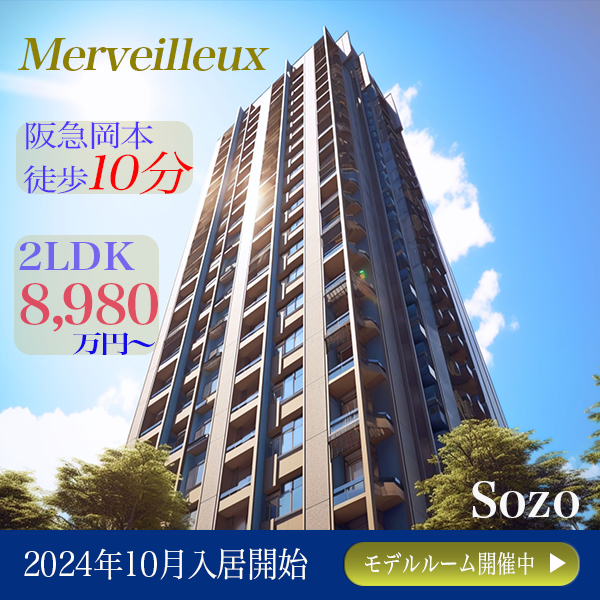 Merveilleux
阪急岡本
徒歩10分
2LDK
8,980
万円～
Sozo
2024年10月入居開始
モデルルーム開催中 ▶